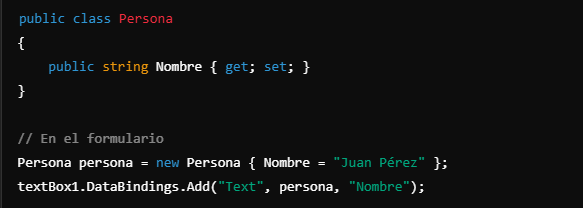 public class Persona
{
    public string Nombre { get; set; }
}

// En el formulario
Persona persona = new Persona { Nombre = "Juan Pérez" };
textBox1.DataBindings.Add("Text", persona, "Nombre");